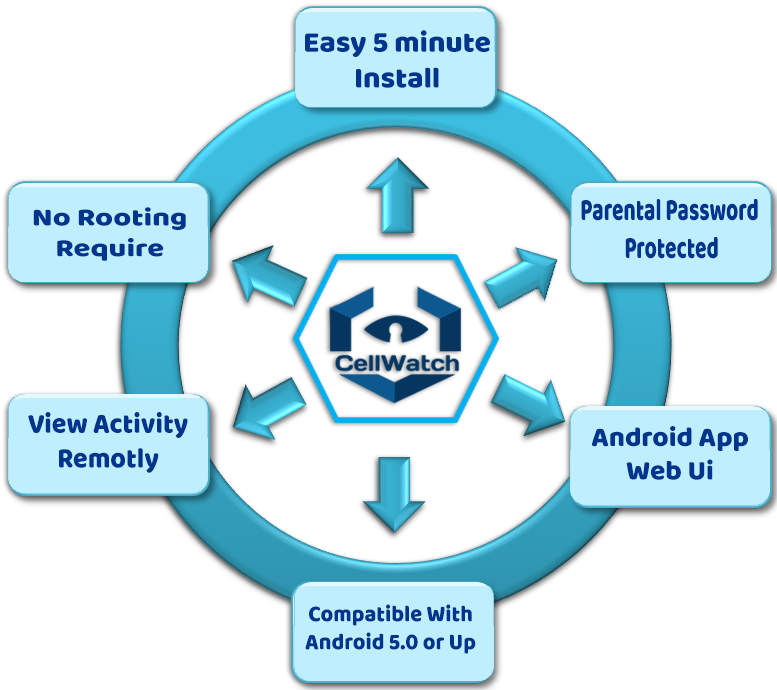 Easy 5 minute
Install
No Rooting
Require
Parental Password
Protected
CellWatch
View Activity
Remotly
Android App
Web Ui
Compatible With
Android 5.0 or Up